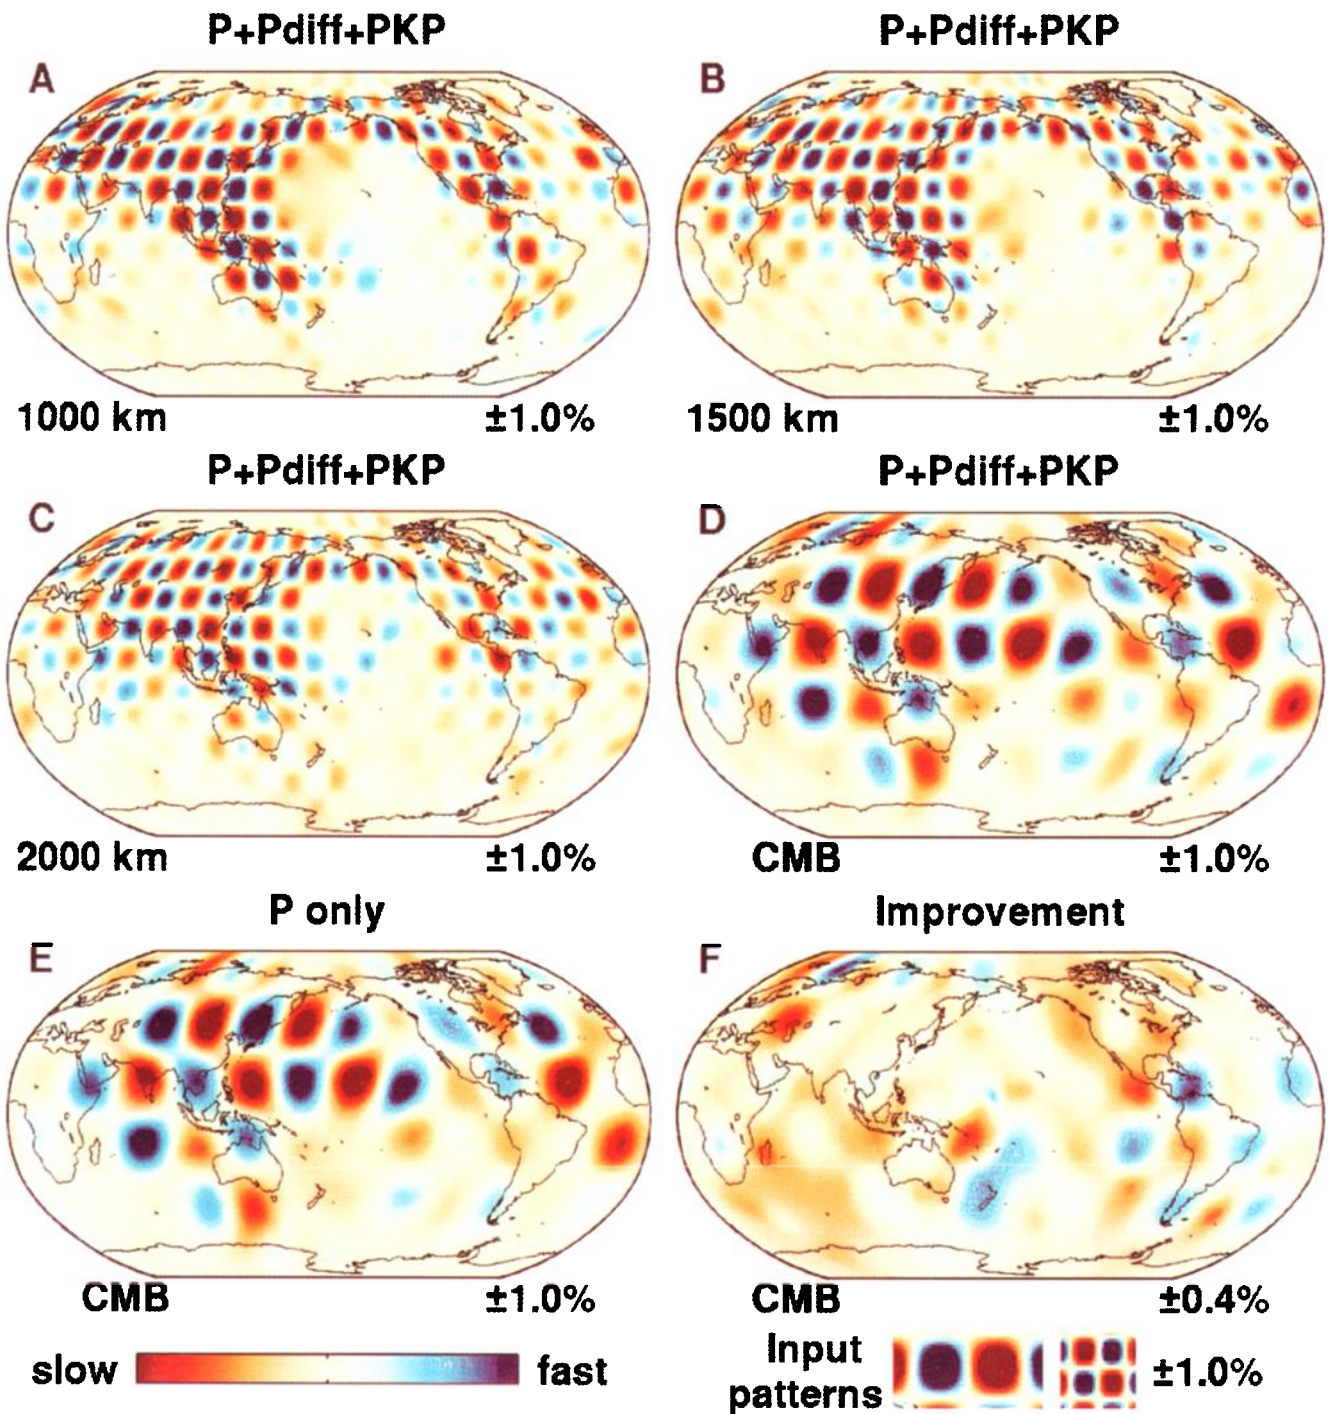 P+Pdiff+PKP P+Pdiff+PKP
A B
1000 km ±1.0% 1500 km ±1.0%
P+Pdiff+PKP P+Pdiff+PKP
C D
2000 km ±1.0% CMB ±1.0%
P only Improvement
E F
CMB ±1.0% CMB ±0.4%
slow fast Input patterns ±1.0%